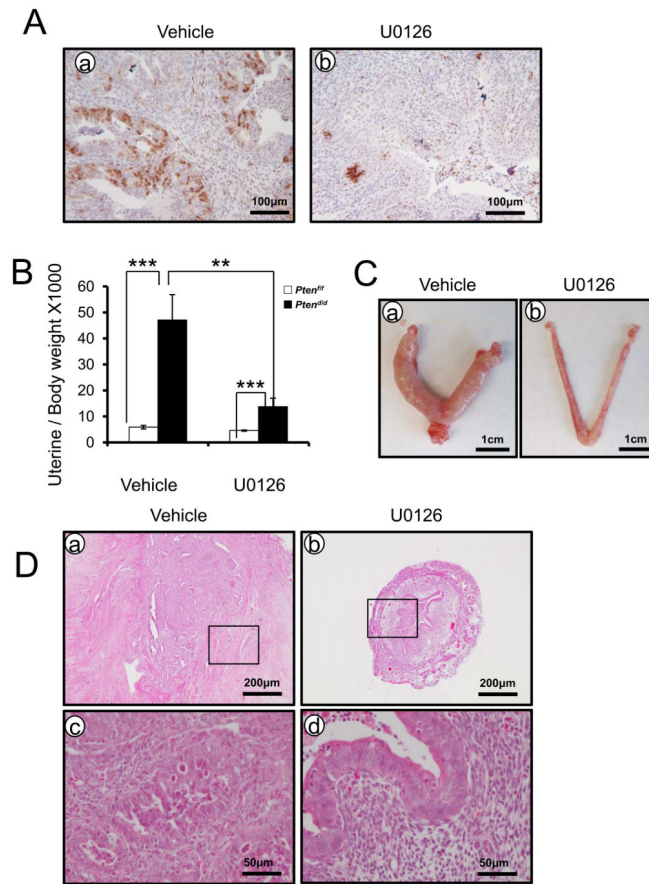 A
Vehicle
U0126
a
b
100µm
100µm
B
Uterine / Body weight X1000
60
50
40
30
20
10
0
***
**
***
Pten^f/f
Pten^d/d
Vehicle
U0126
C
Vehicle
U0126
a
b
1cm
1cm
D
Vehicle
U0126
a
b
200µm
200µm
c
d
50µm
50µm